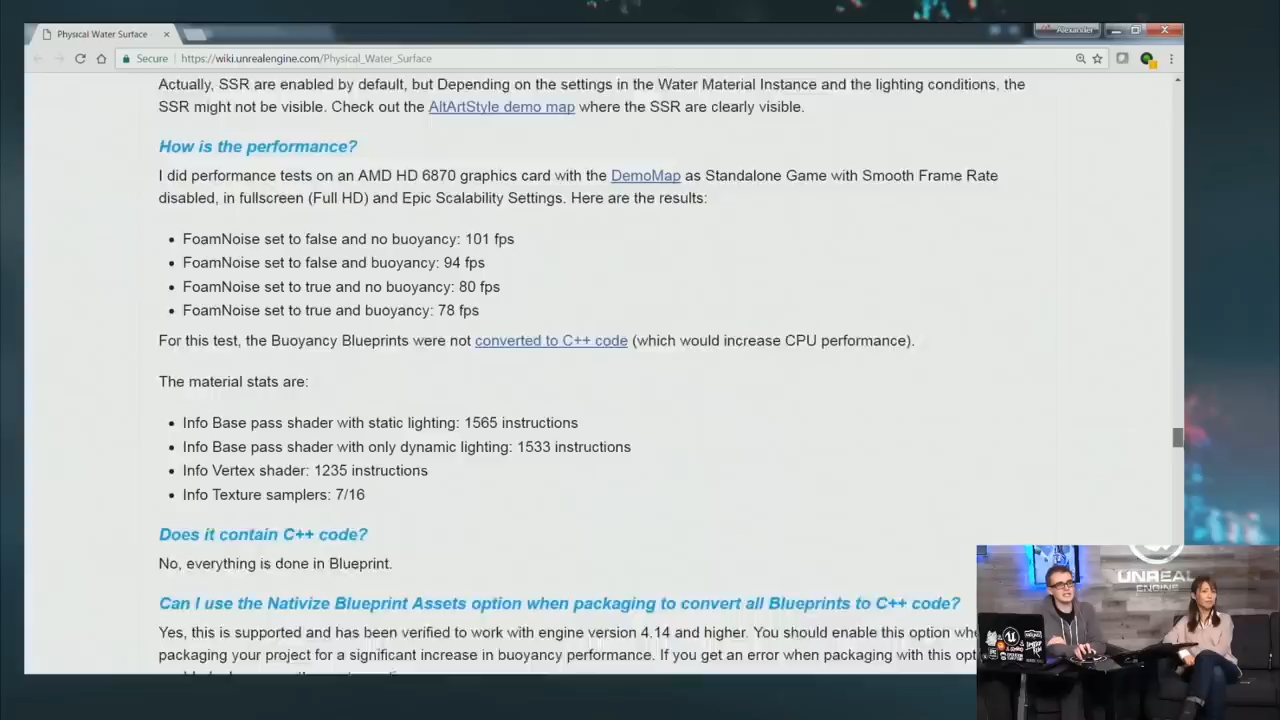 Physical Water Surface
Alexander
Secure
https://wiki.unrealengine.com/Physical_Water_Surface
Actually, SSR are enabled by default, but Depending on the settings in the Water Material Instance and the lighting conditions, the
SSR might not be visible. Check out the AltArtStyle demo map where the SSR are clearly visible.
How is the performance?
I did performance tests on an AMD HD 6870 graphics card with the DemoMap as Standalone Game with Smooth Frame Rate
disabled, in fullscreen (Full HD) and Epic Scalability Settings. Here are the results:
• FoamNoise set to false and no buoyancy: 101 fps
• FoamNoise set to false and buoyancy: 94 fps
• FoamNoise set to true and no buoyancy: 80 fps
• FoamNoise set to true and buoyancy: 78 fps
For this test, the Buoyancy Blueprints were not converted to C++ code (which would increase CPU performance).
The material stats are:
• Info Base pass shader with static lighting: 1565 instructions
• Info Base pass shader with only dynamic lighting: 1533 instructions
• Info Vertex shader: 1235 instructions
• Info Texture samplers: 7/16
Does it contain C++ code?
No, everything is done in Blueprint.
Can I use the Nativize Blueprint Assets option when packaging to convert all Blueprints to C++ code?
Yes, this is supported and has been verified to work with engine version 4.14 and higher. You should enable this option whe
packaging your project for a significant increase in buoyancy performance. If you get an error when packaging with this opt
UNREAL
ENGINE